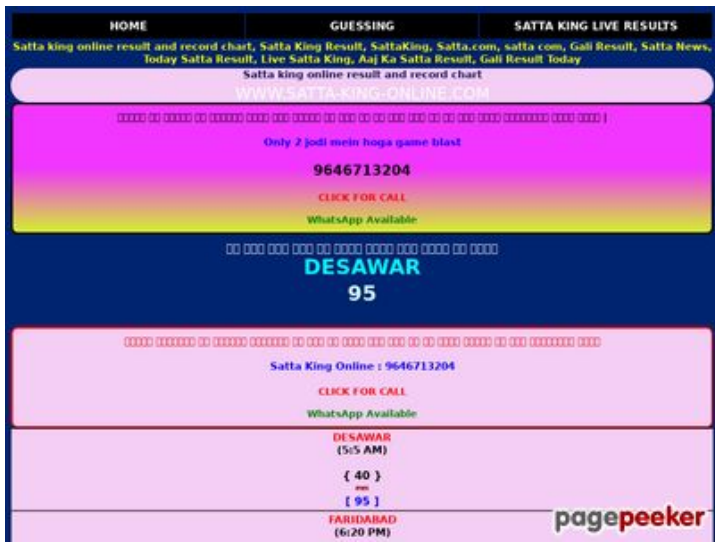 HOME GUESSING SATTA KING LIVE RESULTS
Satta king online result and record chart, Satta King Result, SattaKing, Satta.com, satta com, Gali Result, Satta News,
Today Satta Result, Live Satta King, Aaj Ka Satta Result, Gali Result Today
Satta king online result and record chart
WWW.SATTA-KING-ONLINE.COM
Only 2 jodi mein hoga game blast
9646713204
CLICK FOR CALL
WhatsApp Available
DESAWAR
95
Satta King Online : 9646713204
CLICK FOR CALL
WhatsApp Available
DESAWAR
(5:5 AM)
{ 40 }
[ 95 ]
FARIDABAD
(6:20 PM)
pagepeeker